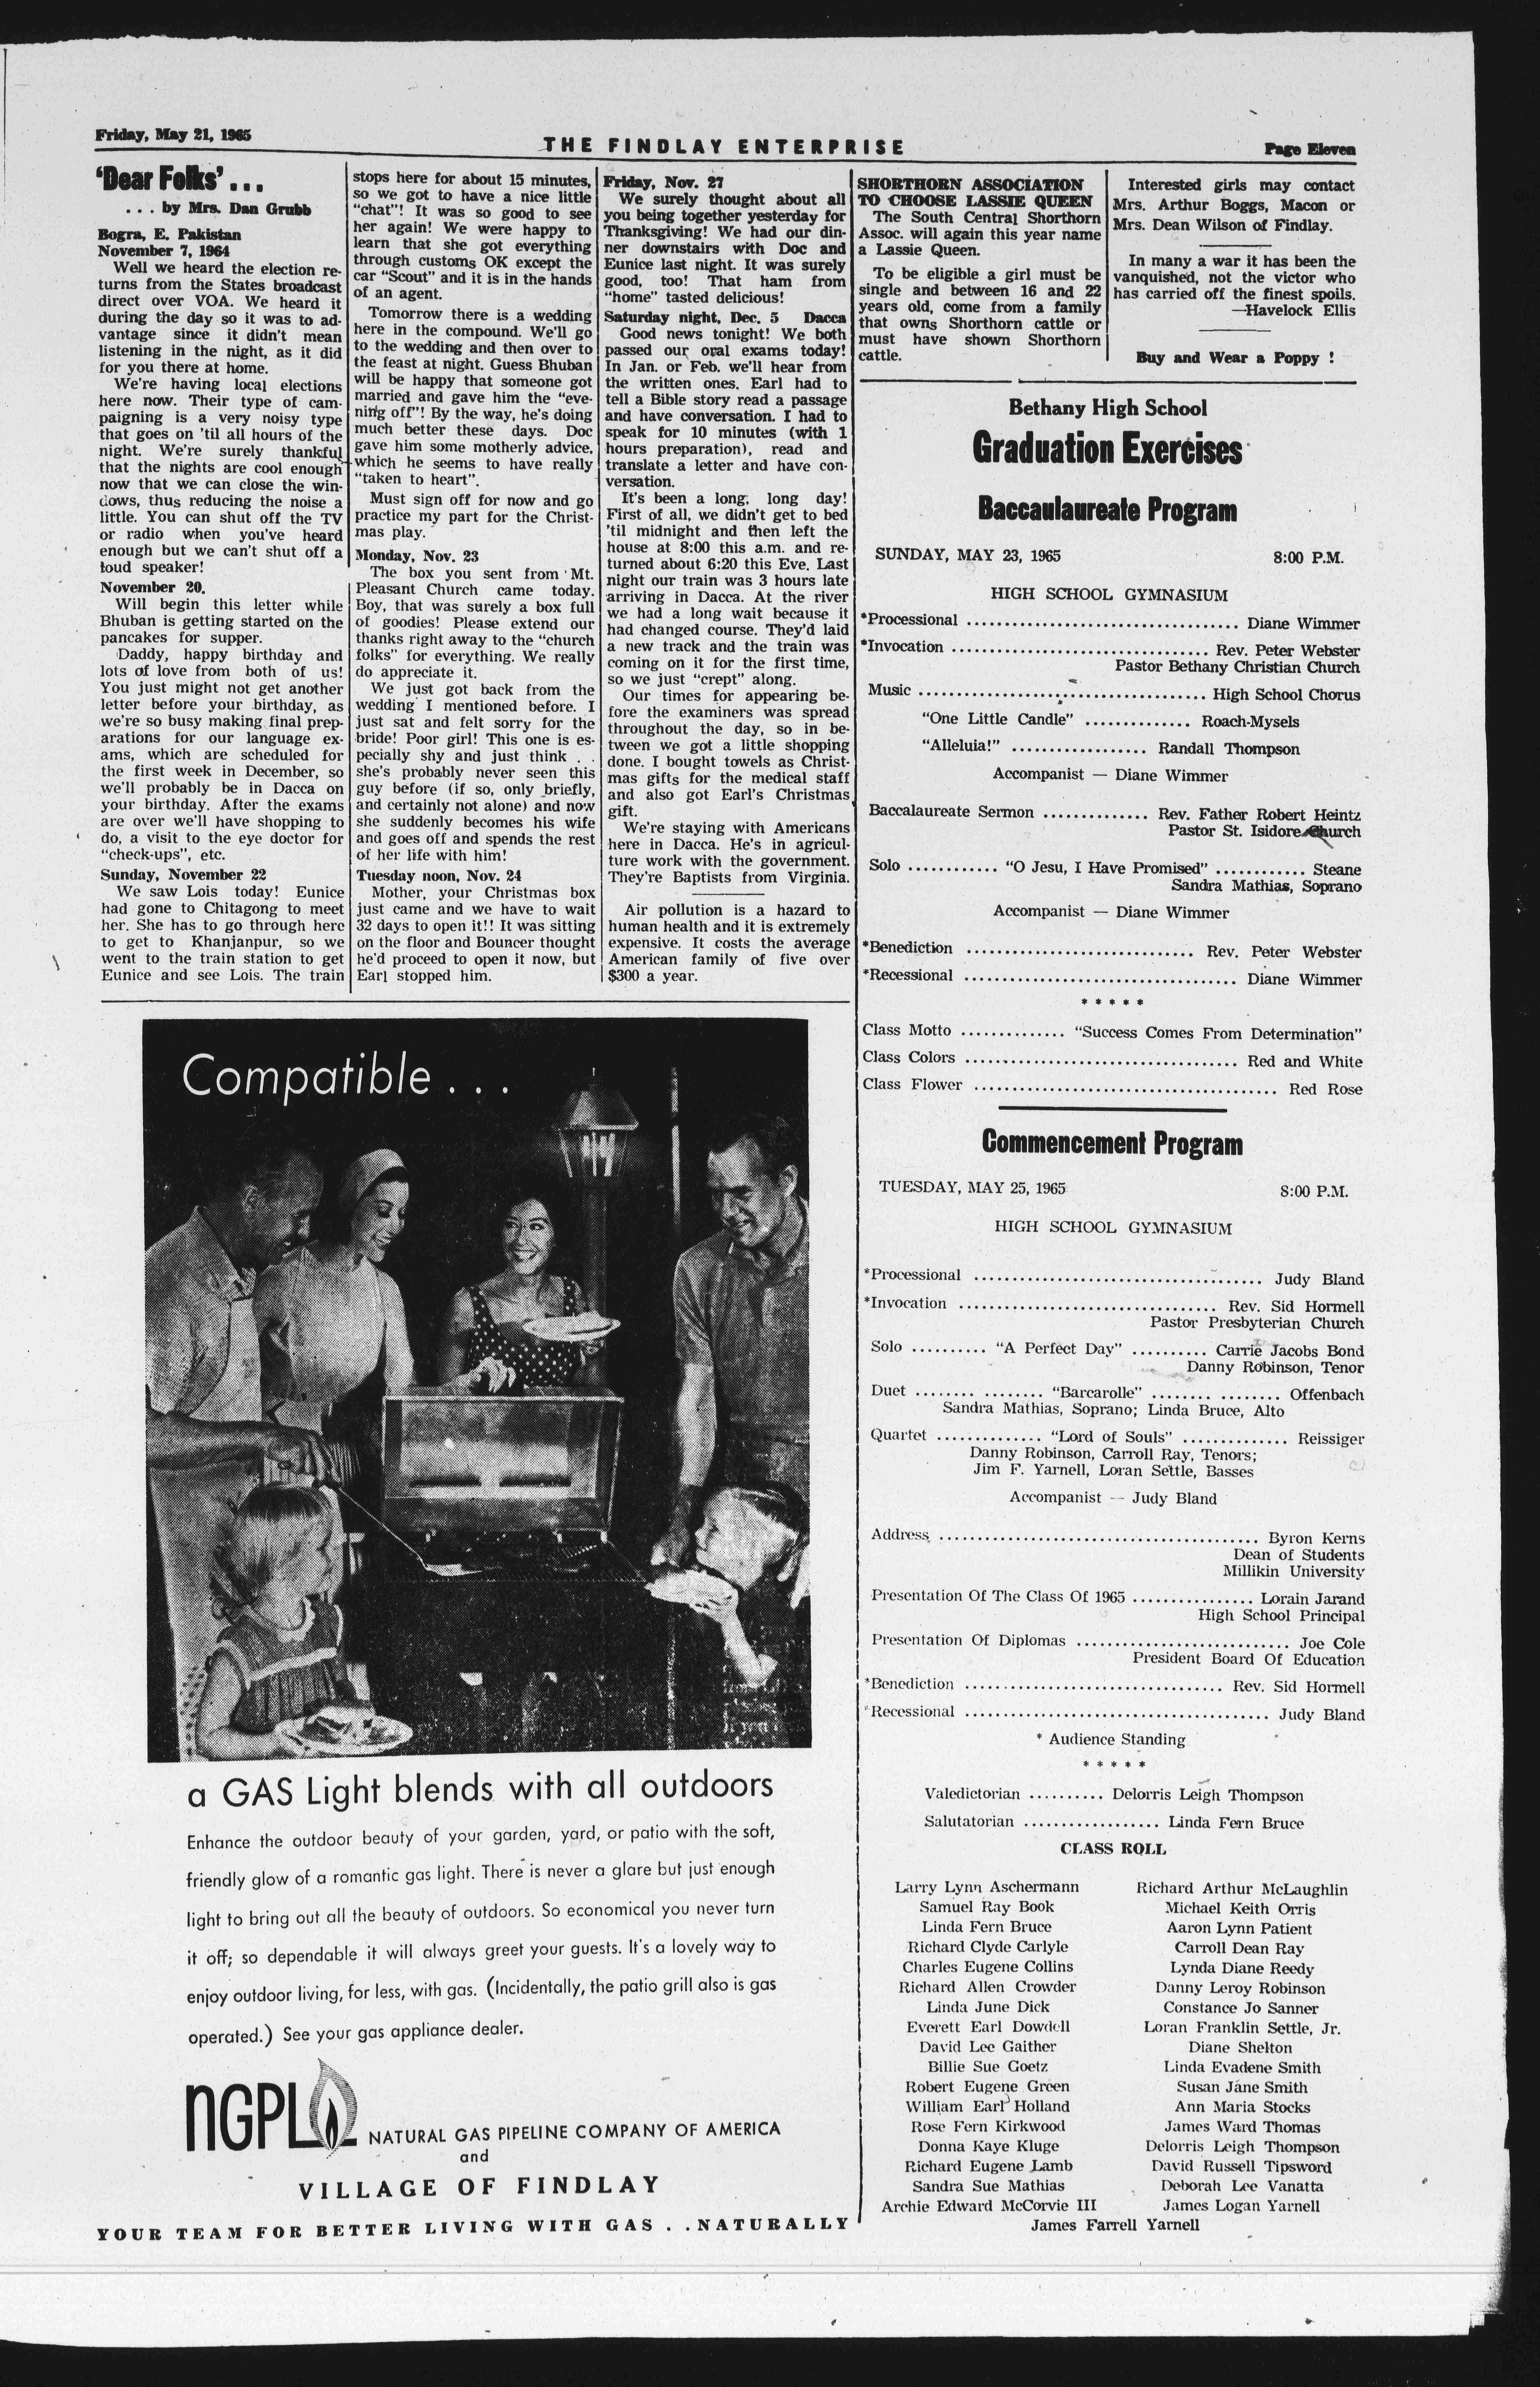 Friday, May 21, 1965
THE FINDLAY ENTERPRISE
Page Eleven
'Dear Folks'...
... by Mrs. Dan Grubb
Bogra, E. Pakistan
November 7, 1964
Well we heard the election re-
turns from the States broadcast
direct over VOA. We heard it
during the day so it was to ad-
vantage since it didn't mean
listening in the night, as it did
for you there at home.
We're having local elections
here now. Their type of cam-
paigning is a very noisy type
that goes on 'til all hours of the
night. We're surely thankful
that the nights are cool enough
now that we can close the win-
dows, thus reducing the noise a
little. You can shut off the TV
or radio when you've heard
enough but we can't shut off a
loud speaker!
November 20.
Will begin this letter while
Bhuban is getting started on the
pancakes for supper.
Daddy, happy birthday and
lots of love from both of us!
You just might not get another
letter before your birthday, as
we're so busy making final prep-
arations for our language ex-
ams, which are scheduled for
the first week in December, so
we'll probably be in Dacca on
your birthday. After the exams
are over we'll have shopping to
do, a visit to the eye doctor for
"check-ups", etc.
Sunday, November 22
We saw Lois today! Eunice
had gone to Chitagong to meet
her. She has to go through here
to get to Khanjanpur, so we
went to the train station to get
Eunice and see Lois. The train
stops here for about 15 minutes,
so we got to have a nice little
"chat"! It was so good to see
her again! We were happy to
learn that she got everything
through customs OK except the
car "Scout" and it is in the hands
of an agent.
Tomorrow there is a wedding
here in the compound. We'll go
to the wedding and then over to
the feast at night. Guess Bhuban
will be happy that someone got
married and gave him the "eve-
ning off"! By the way, he's doing
much better these days. Doc
gave him some motherly advice,
which he seems to have really
"taken to heart".
Must sign off for now and go
practice my part for the Christ-
mas play.
Monday, Nov. 23
The box you sent from Mt.
Pleasant Church came today.
Boy, that was surely a box full
of goodies! Please extend our
thanks right away to the "church
folks" for everything. We really
do appreciate it.
We just got back from the
wedding I mentioned before. I
just sat and felt sorry for the
bride! Poor girl! This one is es-
pecially shy and just think . .
she's probably never seen this
guy before (if so, only briefly,
and certainly not alone) and now
she suddenly becomes his wife
and goes off and spends the rest
of her life with him!
Tuesday noon, Nov. 24
Mother, your Christmas box
just came and we have to wait
32 days to open it!! It was sitting
on the floor and Bouncer thought
he'd proceed to open it now, but
Earl stopped him.
Friday, Nov. 27
We surely thought about all
you being together yesterday for
Thanksgiving! We had our din-
ner downstairs with Doc and
Eunice last night. It was surely
good, too! That ham from
"home" tasted delicious!
Saturday night, Dec. 5 Dacca
Good news tonight! We both
passed our oral exams today!
In Jan. or Feb. we'll hear from
the written ones. Earl had to
tell a Bible story read a passage
and have conversation. I had to
speak for 10 minutes (with 1
hours preparation), read and
translate a letter and have con-
versation.
It's been a long, long day!
First of all, we didn't get to bed
'til midnight and then left the
house at 8:00 this a.m. and re-
turned about 6:20 this Eve. Last
night our train was 3 hours late
arriving in Dacca. At the river
we had a long wait because it
had changed course. They'd laid
a new track and the train was
coming on it for the first time,
so we just "crept" along.
Our times for appearing be-
fore the examiners was spread
throughout the day, so in be-
tween we got a little shopping
done. I bought towels as Christ-
mas gifts for the medical staff
and also got Earl's Christmas
gift.
We're staying with Americans
here in Dacca. He's in agricul-
ture work with the government.
They're Baptists from Virginia.
Air pollution is a hazard to
human health and it is extremely
expensive. It costs the average
American family of five over
$300 a year.
SHORTHORN ASSOCIATION
TO CHOOSE LASSIE QUEEN
The South Central Shorthorn
Assoc. will again this year name
a Lassie Queen.
To be eligible a girl must be
single and between 16 and 22
years old, come from a family
that owns Shorthorn cattle or
must have shown Shorthorn
cattle.
Interested girls may contact
Mrs. Arthur Boggs, Macon or
Mrs. Dean Wilson of Findlay.
In many a war it has been the
vanquished, not the victor who
has carried off the finest spoils.
—Havelock Ellis
Buy and Wear a Poppy !
Bethany High School
Graduation Exercises
Baccaulaureate Program
SUNDAY, MAY 23, 1965 8:00 P.M.
HIGH SCHOOL GYMNASIUM
*Processional .......... Diane Wimmer
*Invocation .......... Rev. Peter Webster
Pastor Bethany Christian Church
Music .......... High School Chorus
"One Little Candle" .......... Roach-Mysels
"Alleluia!" .......... Randall Thompson
Accompanist — Diane Wimmer
Baccalaureate Sermon .......... Rev. Father Robert Heintz
Pastor St. Isidore Church
Solo .......... "O Jesu, I Have Promised" .......... Steane
Sandra Mathias, Soprano
Accompanist — Diane Wimmer
*Benediction .......... Rev. Peter Webster
*Recessional .......... Diane Wimmer
* * * * *
Class Motto .......... "Success Comes From Determination"
Class Colors .......... Red and White
Class Flower .......... Red Rose
Commencement Program
TUESDAY, MAY 25, 1965 8:00 P.M.
HIGH SCHOOL GYMNASIUM
*Processional .......... Judy Bland
*Invocation .......... Rev. Sid Hormell
Pastor Presbyterian Church
Solo .......... "A Perfect Day" .......... Carrie Jacobs Bond
Danny Robinson, Tenor
Duet ........ ........ "Barcarolle" ........ ........ Offenbach
Sandra Mathias, Soprano; Linda Bruce, Alto
Quartet .......... "Lord of Souls" .......... Reissiger
Danny Robinson, Carroll Ray, Tenors;
Jim F. Yarnell, Loran Settle, Basses
Accompanist — Judy Bland
Address .......... Byron Kerns
Dean of Students
Millikin University
Presentation Of The Class Of 1965 .......... Lorain Jarand
High School Principal
Presentation Of Diplomas .......... Joe Cole
President Board Of Education
*Benediction .......... Rev. Sid Hormell
*Recessional .......... Judy Bland
* Audience Standing
* * * * *
Valedictorian .......... Delorris Leigh Thompson
Salutatorian .......... Linda Fern Bruce
CLASS ROLL
Larry Lynn Aschermann
Samuel Ray Book
Linda Fern Bruce
Richard Clyde Carlyle
Charles Eugene Collins
Richard Allen Crowder
Linda June Dick
Everett Earl Dowdell
David Lee Gaither
Billie Sue Goetz
Robert Eugene Green
William Earl Holland
Rose Fern Kirkwood
Donna Kaye Kluge
Richard Eugene Lamb
Sandra Sue Mathias
Archie Edward McCorvie III
Richard Arthur McLaughlin
Michael Keith Orris
Aaron Lynn Patient
Carroll Dean Ray
Lynda Diane Reedy
Danny Leroy Robinson
Constance Jo Sanner
Loran Franklin Settle, Jr.
Diane Shelton
Linda Evadene Smith
Susan Jane Smith
Ann Maria Stocks
James Ward Thomas
Delorris Leigh Thompson
David Russell Tipsword
Deborah Lee Vanatta
James Logan Yarnell
James Farrell Yarnell
Compatible . . .
a GAS Light blends with all outdoors
Enhance the outdoor beauty of your garden, yard, or patio with the soft,
friendly glow of a romantic gas light. There is never a glare but just enough
light to bring out all the beauty of outdoors. So economical you never turn
it off; so dependable it will always greet your guests. It's a lovely way to
enjoy outdoor living, for less, with gas. (Incidentally, the patio grill also is gas
operated.) See your gas appliance dealer.
NGPL
NATURAL GAS PIPELINE COMPANY OF AMERICA
and
VILLAGE OF FINDLAY
YOUR TEAM FOR BETTER LIVING WITH GAS . . NATURALLY